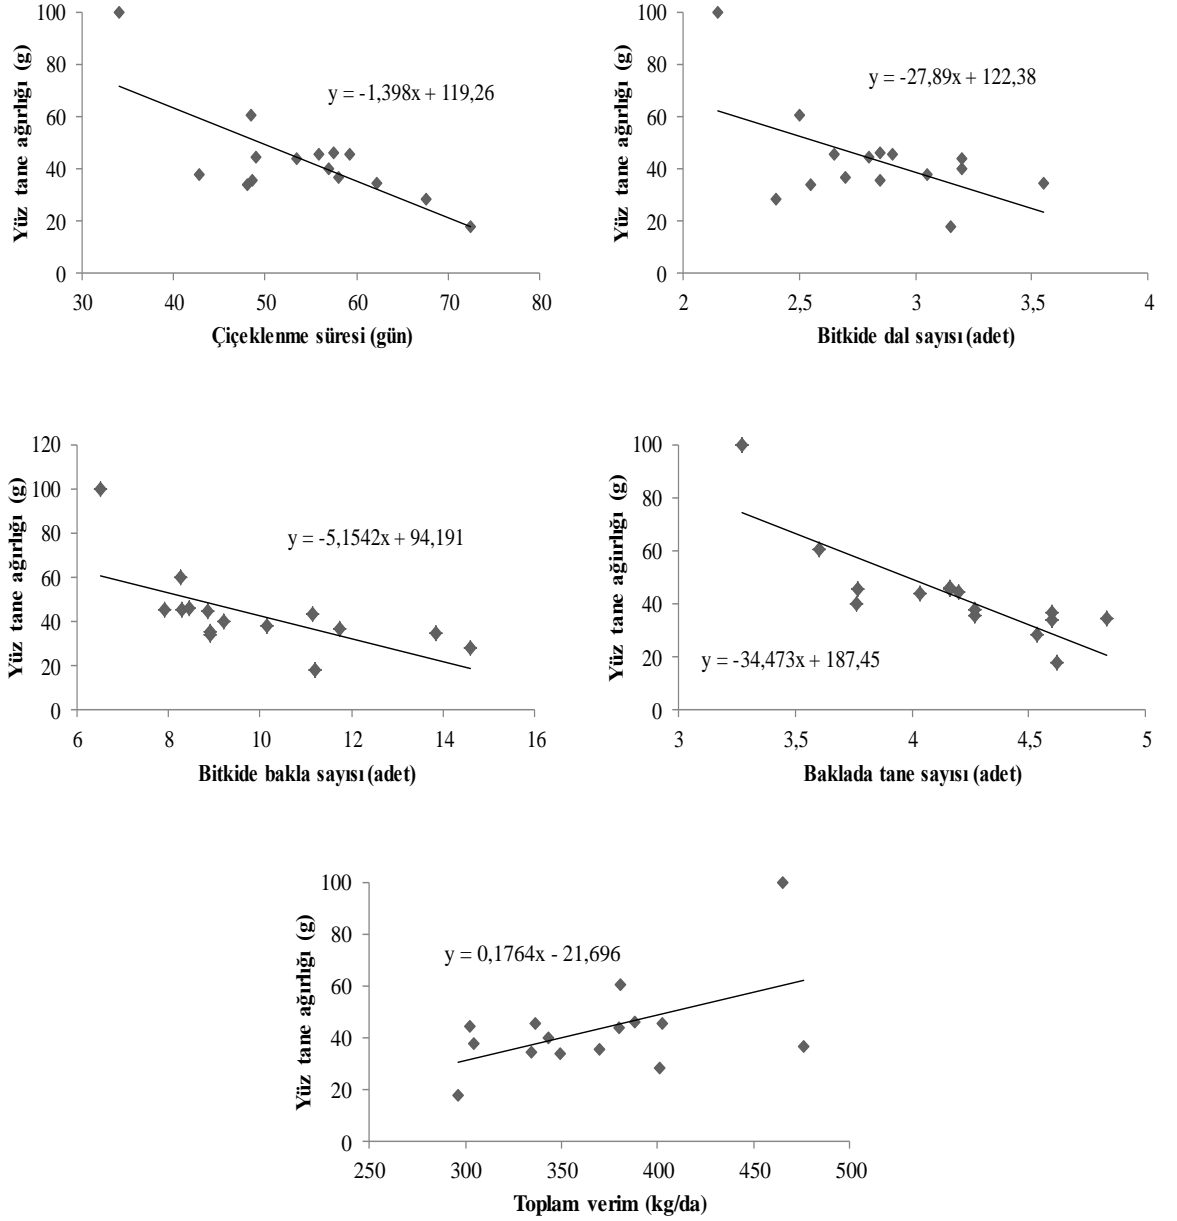 Yüz tane ağırlığı (g)
100
80
60
40
20
0
y = -1,398x + 119,26
30 40 50 60 70 80
Çiçeklenme süresi (gün)
Yüz tane ağırlığı (g)
100
80
60
40
20
0
y = -27,89x + 122,38
2 2,5 3 3,5 4
Bitkide dal sayısı (adet)
Yüz tane ağırlığı (g)
120
100
80
60
40
20
0
y = -5,1542x + 94,191
6 8 10 12 14 16
Bitkide bakla sayısı (adet)
Yüz tane ağıırlığı (g)
100
80
60
40
20
0
y = -34,473x + 187,45
3 3,5 4 4,5 5
Baklada tane sayısı (adet)
Yüz tane ağırlığı (g)
100
80
60
40
20
0
y = 0,1764x - 21,696
250 300 350 400 450 500
Toplam verim (kg/da)